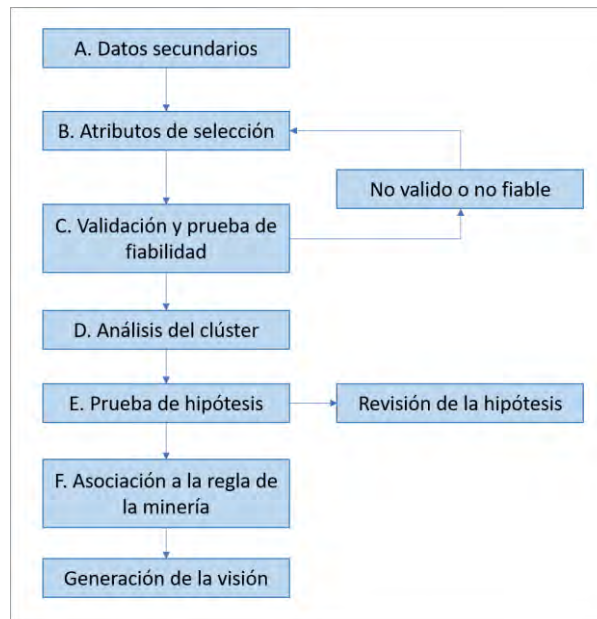 A. Datos secundarios
B. Atributos de selección
No valido o no fiable
C. Validación y prueba de
fiabilidad
D. Análisis del clúster
E. Prueba de hipótesis
Revisión de la hipótesis
F. Asociación a la regla de
la minería
Generación de la visión